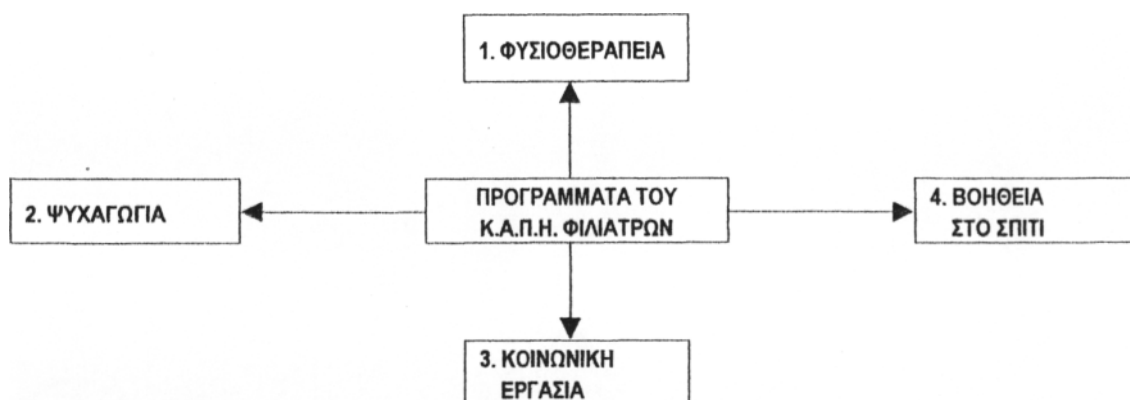 1. ΦΥΣΙΟΘΕΡΑΠΕΙΑ
2. ΨΥΧΑΓΩΓΙΑ
ΠΡΟΓΡΑΜΜΑΤΑ ΤΟΥ
Κ.Α.Π.Η. ΦΙΛΙΑΤΡΩΝ
4. ΒΟΗΘΕΙΑ
ΣΤΟ ΣΠΙΤΙ
3. ΚΟΙΝΩΝΙΚΗ
ΕΡΓΑΣΙΑ